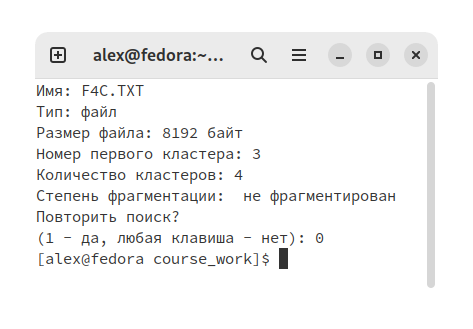 alex@fedora:~...
Имя: F4C.TXT
Тип: файл
Размер файла: 8192 байт
Номер первого кластера: 3
Количество кластеров: 4
Степень фрагментации:  не фрагментирован
Повторить поиск?
(1 - да, любая клавиша - нет): 0
[alex@fedora course_work]$